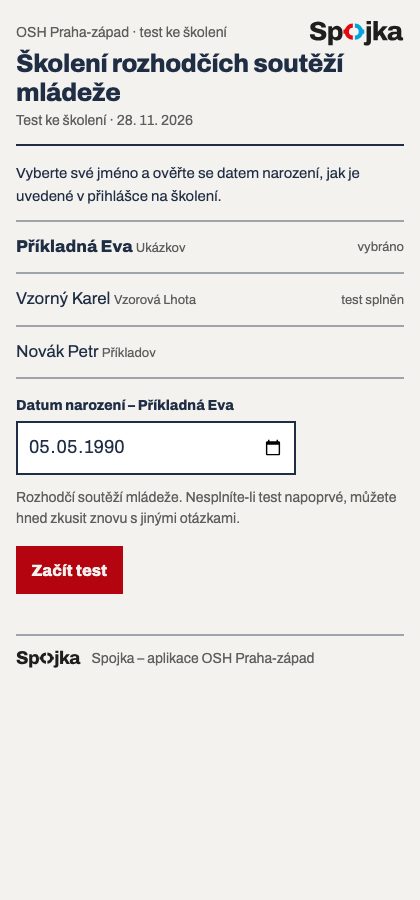 OSH Praha-západ · test ke školení
Spojka
Školení rozhodčích soutěží
mládeže
Test ke školení · 28. 11. 2026
Vyberte své jméno a ověřte se datem narození, jak je
uvedené v přihlášce na školení.
Příkladná Eva Ukázkov vybráno
Vzorný Karel Vzorová Lhota test splněn
Novák Petr Příkladov
Datum narození – Příkladná Eva
05.05.1990
Rozhodčí soutěží mládeže. Nesplníte-li test napoprvé, můžete
hned zkusit znovu s jinými otázkami.
Začít test
Spojka Spojka – aplikace OSH Praha-západ